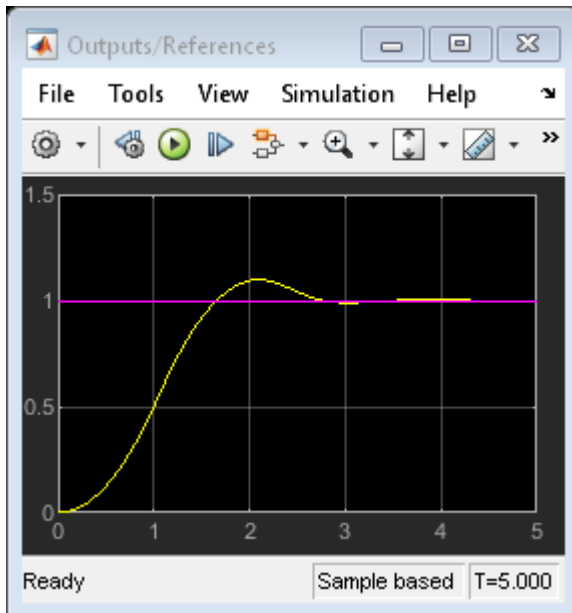 Outputs/References
File Tools View Simulation Help
1.5
1
0.5
0
0 1 2 3 4 5
Ready Sample based T=5.000